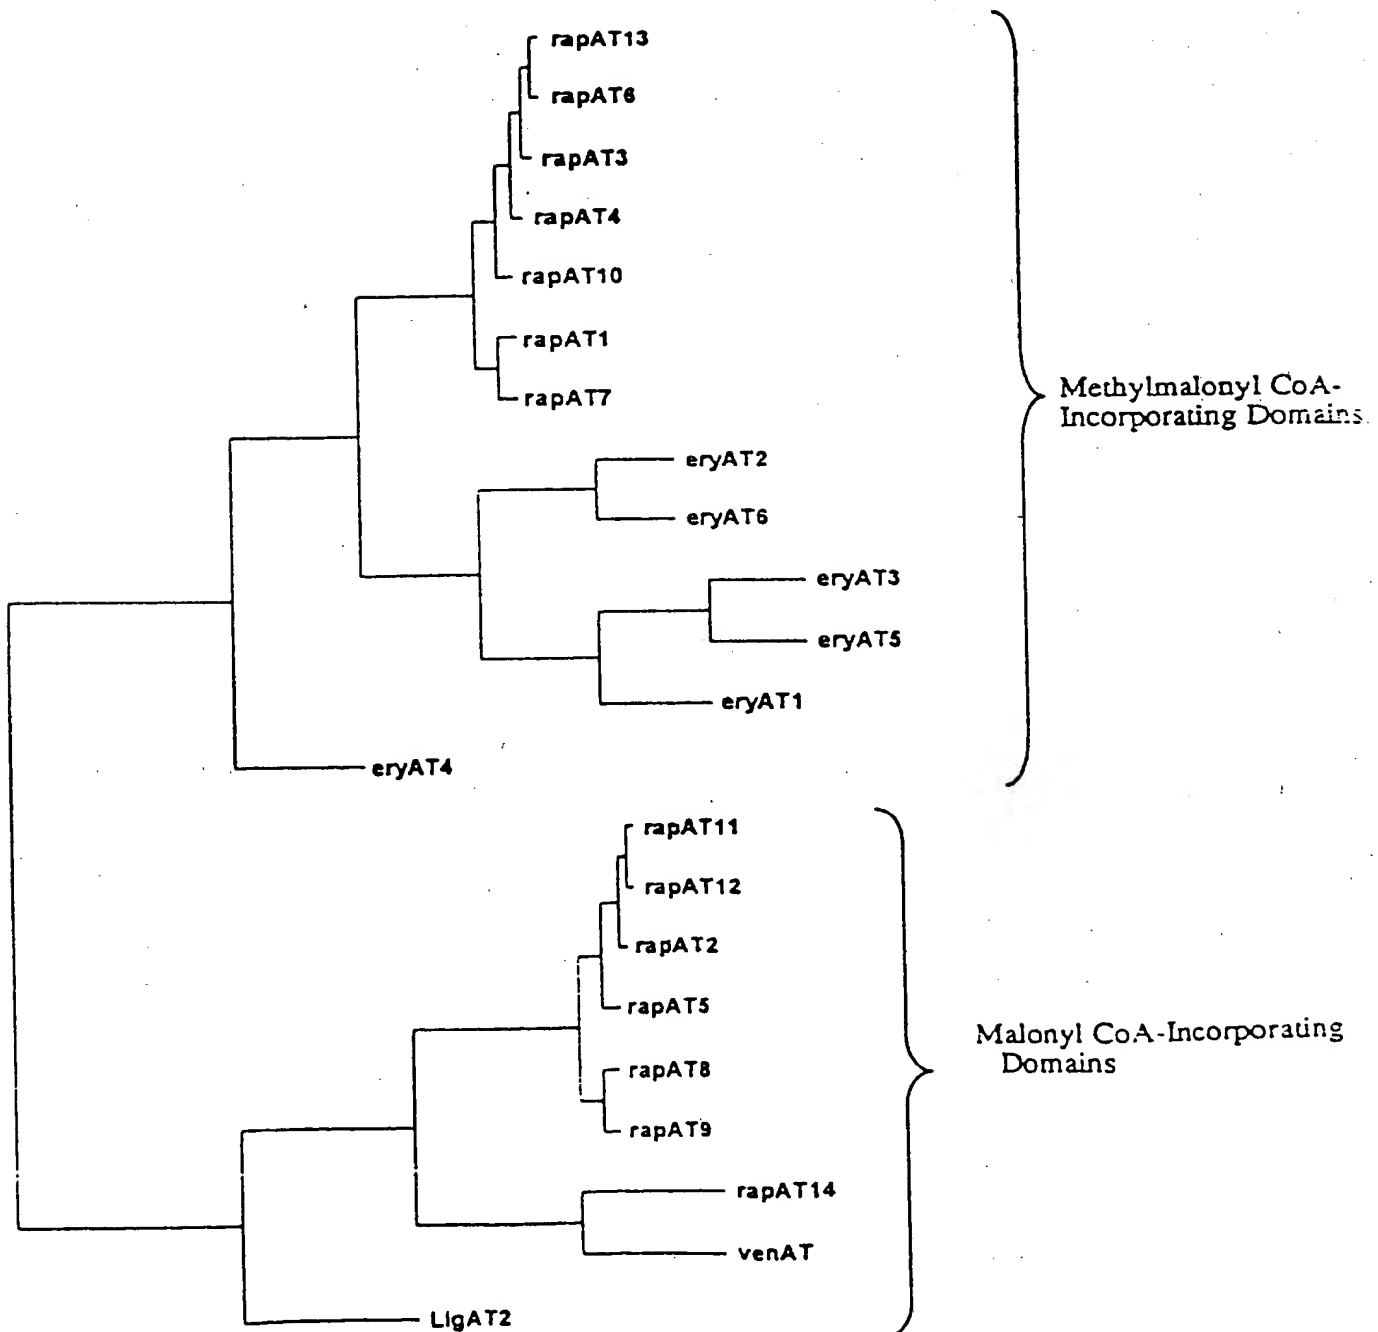 rapAT13
rapAT6
rapAT3
rapAT4
rapAT10
rapAT1
rapAT7
eryAT2
eryAT6
eryAT3
eryAT5
eryAT1
eryAT4
Methylmalonyl CoA-
Incorporating Domains
rapAT11
rapAT12
rapAT2
rapAT5
rapAT8
rapAT9
rapAT14
venAT
LigAT2
Malonyl CoA-Incorporating
Domains